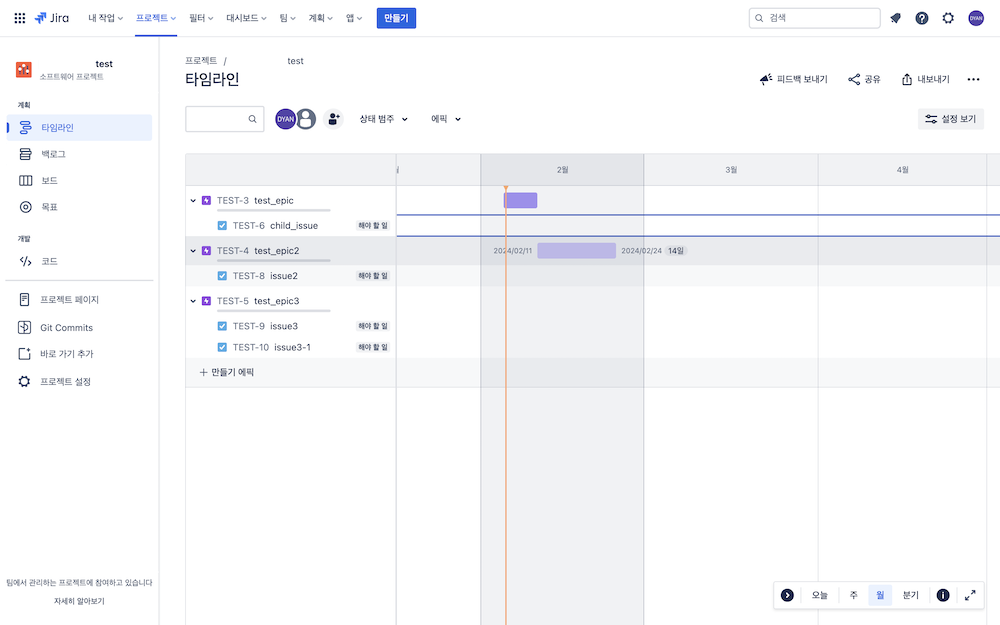 Jira 내 작업 프로젝트 필터 대시보드 팀 계획 앱 만들기 검색 DYAN
test
소프트웨어 프로젝트
계획
타임라인
백로그
보드
목표
개발
코드
프로젝트 페이지
Git Commits
바로 가기 추가
프로젝트 설정
팀에서 관리하는 프로젝트에 참여하고 있습니다
자세히 알아보기
프로젝트 / test
타임라인
피드백 보내기 공유 내보내기
DYAN 상태 범주 에픽 설정 보기
2월 3월 4월
TEST-3 test_epic
TEST-6 child_issue 해야 할 일
TEST-4 test_epic2 2024/02/11 2024/02/24 14일
TEST-8 issue2 해야 할 일
TEST-5 test_epic3
TEST-9 issue3 해야 할 일
TEST-10 issue3-1 해야 할 일
+ 만들기 에픽
오늘 주 월 분기